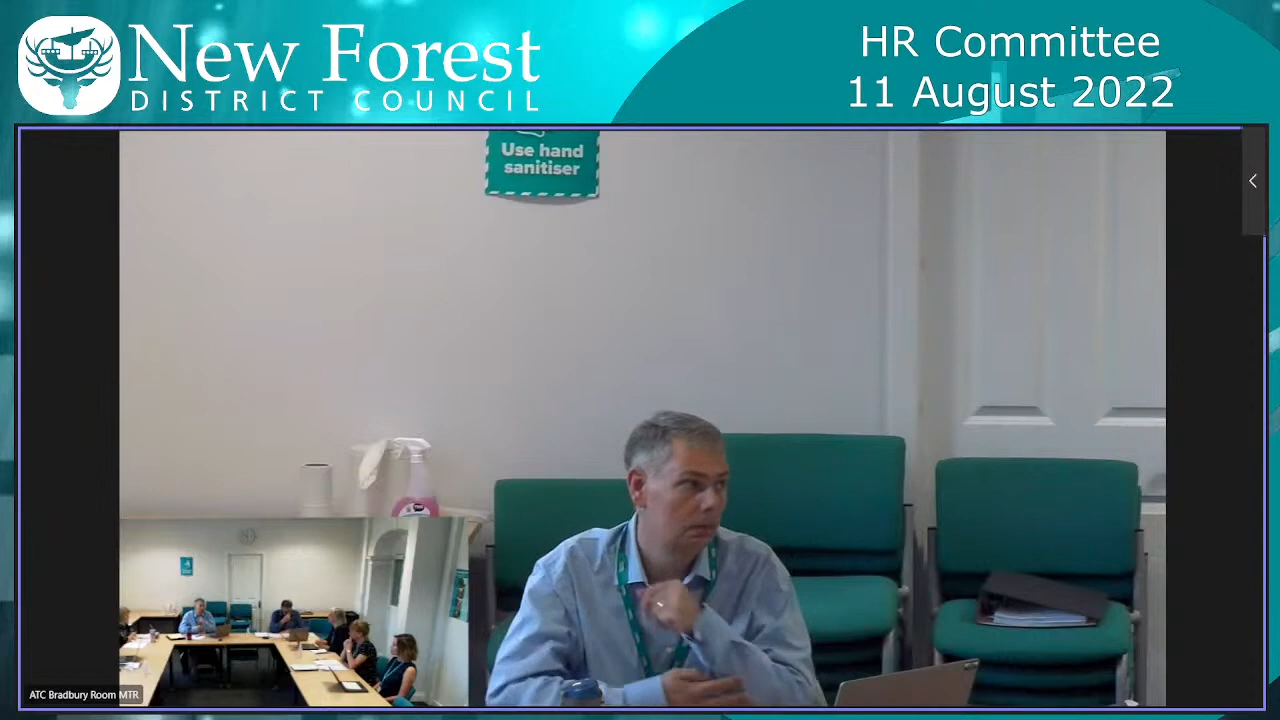 New Forest
DISTRICT COUNCIL
HR Committee
11 August 2022
Use hand
sanitiser
ATC Bradbury Room MTR